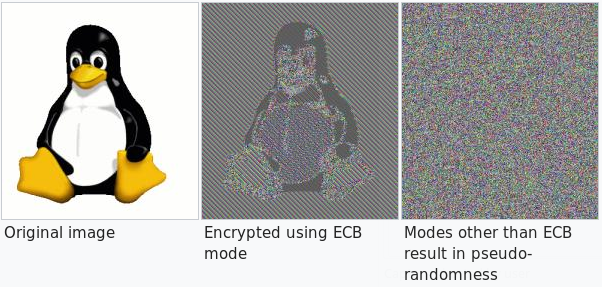 Original image
Encrypted using ECB
mode
Modes other than ECB
result in pseudo-
randomness